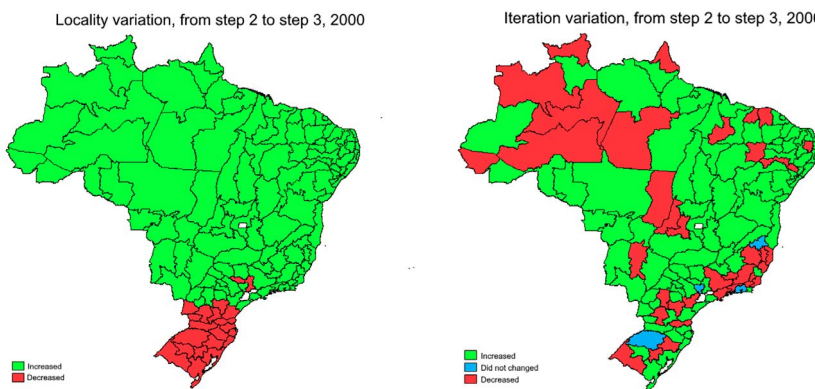 Locality variation, from step 2 to step 3, 2000
Increased
Decreased
Iteration variation, from step 2 to step 3, 200
Increased
Did not changed
Decreased